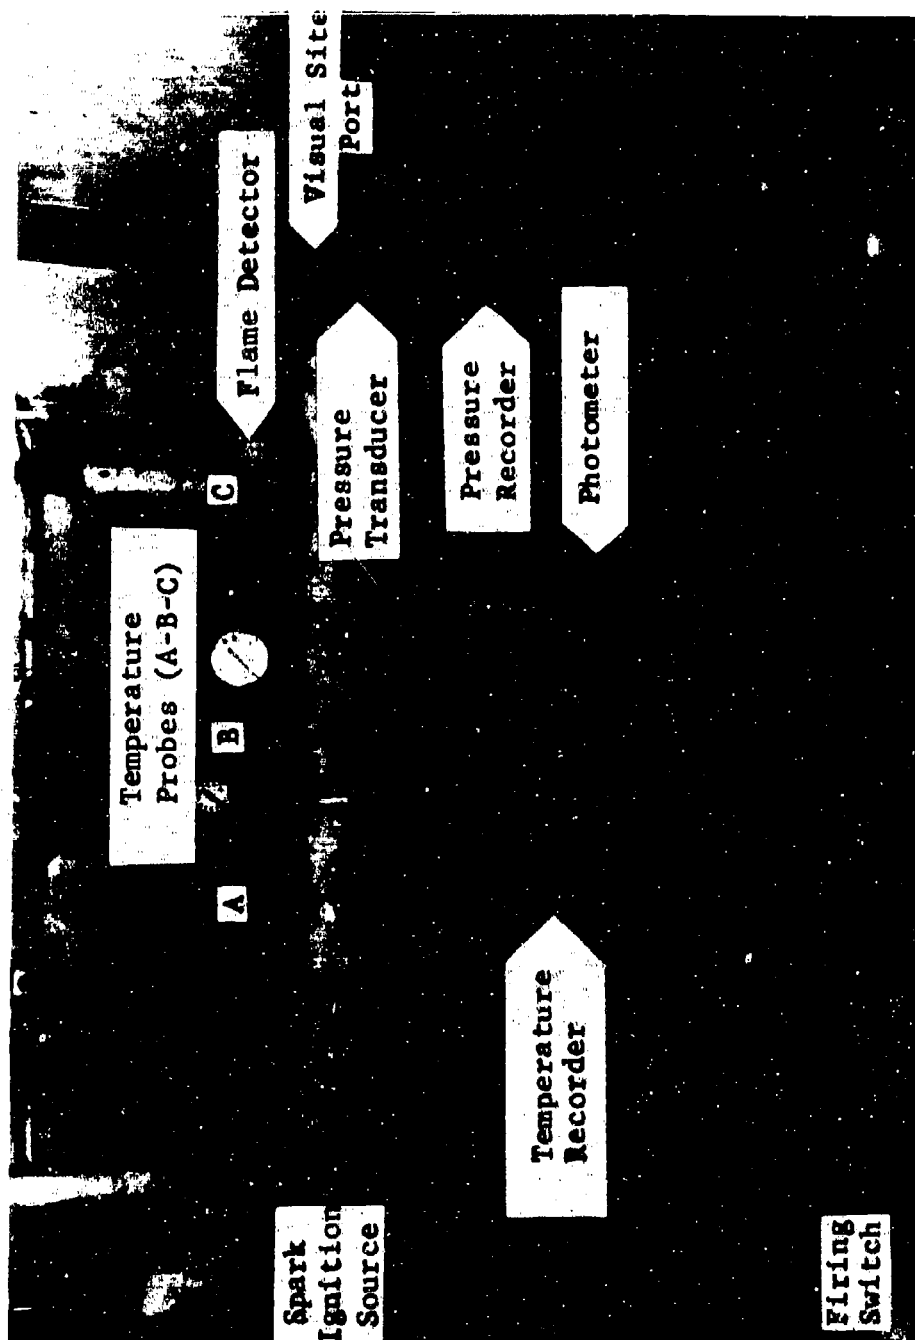 Temperature
Probes (A-B-C)
A
B
C
Flame Detector
Visual Site
Port
Spark
Ignition
Source
Pressure
Transducer
Pressure
Recorder
Temperature
Recorder
Photometer
Firing
Switch